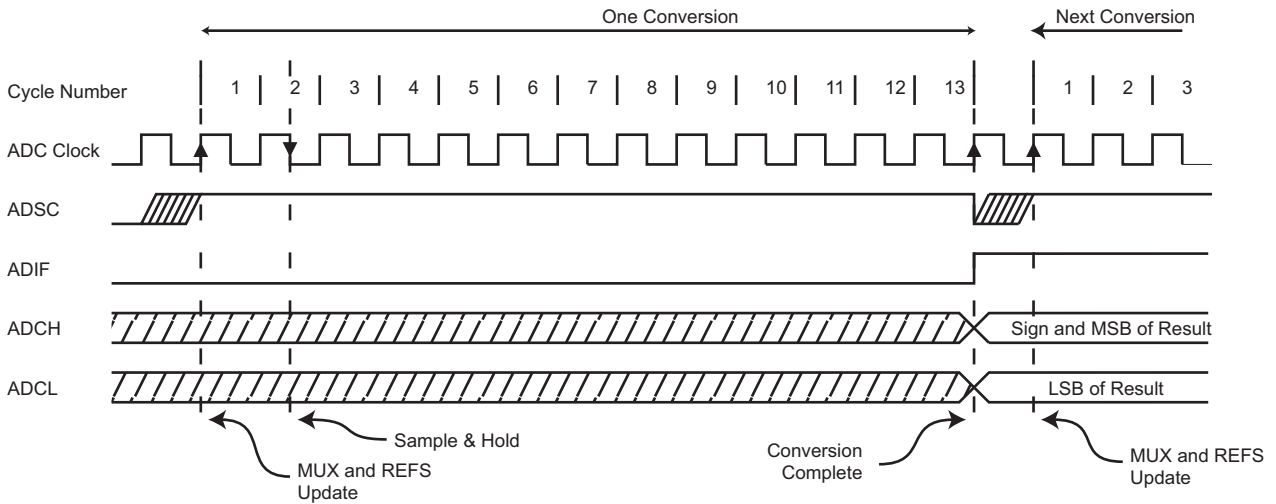 One Conversion
Next Conversion
Cycle Number
1 2 3 4 5 6 7 8 9 10 11 12 13 1 2 3
ADC Clock
ADSC
ADIF
ADCH
Sign and MSB of Result
ADCL
LSB of Result
Sample & Hold
MUX and REFS
Update
Conversion
Complete
MUX and REFS
Update